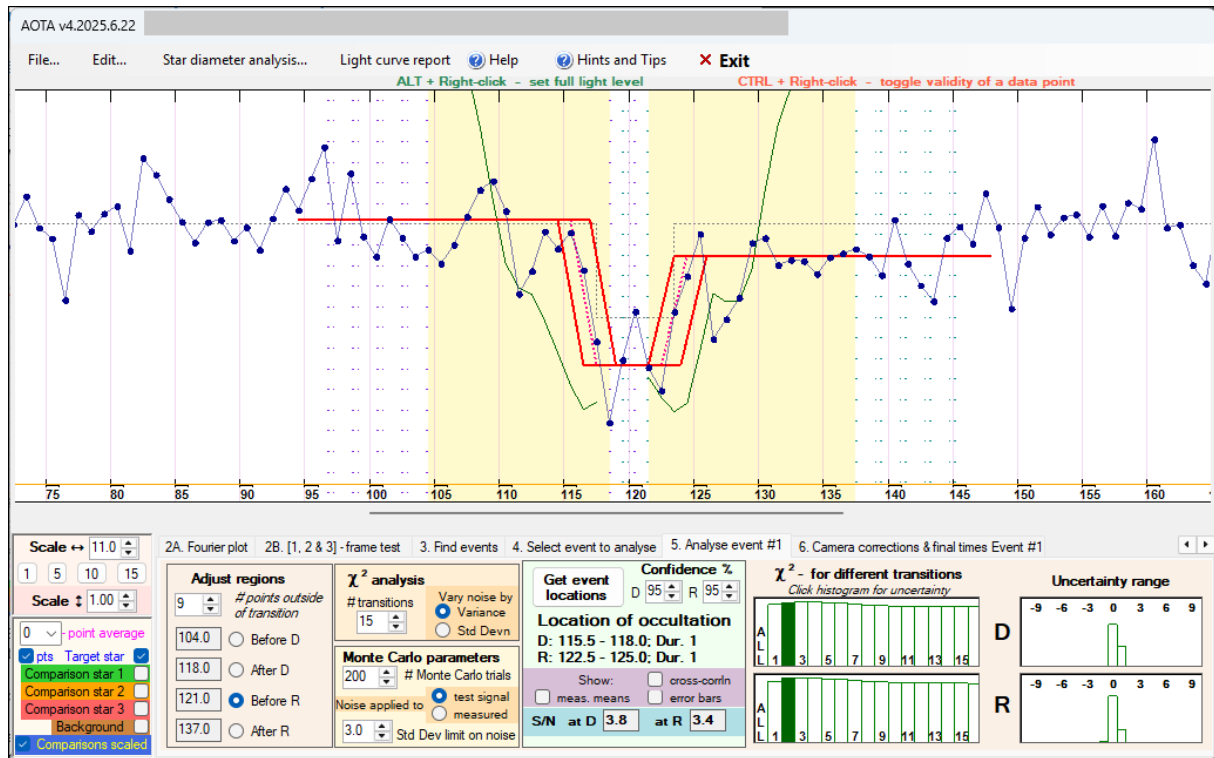 AOTA v4.2025.6.22
File... Edit... Star diameter analysis... Light curve report Help Hints and Tips Exit
ALT + Right-click - set full light level CTRL + Right-click - toggle validity of a data point
75 80 85 90 95 100 105 110 115 120 125 130 135 140 145 150 155 160
Scale ↔ 11.0
1 5 10 15
Scale ↕ 1.00
0 - point average
pts Target star
Comparison star 1
Comparison star 2
Comparison star 3
Background
Comparisons scaled
2A. Fourier plot 2B. [1, 2 & 3] - frame test 3. Find events 4. Select event to analyse 5. Analyse event #1 6. Camera corrections & final times Event #1
Adjust regions
9 #points outside
of transition
104.0 Before D
118.0 After D
121.0 Before R
137.0 After R
χ² analysis
# transitions
15
Vary noise by
Variance
Std Devn
Monte Carlo parameters
200 # Monte Carlo trials
Noise applied to
test signal
measured
3.0 Std Dev limit on noise
Get event
locations
Confidence %
D 95 R 95
Location of occultation
D: 115.5 - 118.0; Dur. 1
R: 122.5 - 125.0; Dur. 1
Show:
cross-corrln
meas. means
error bars
S/N at D 3.8 at R 3.4
χ² - for different transitions
Click histogram for uncertainty
ALL 1 3 5 7 9 11 13 15
D
ALL 1 3 5 7 9 11 13 15
R
Uncertainty range
-9 -6 -3 0 3 6 9
-9 -6 -3 0 3 6 9